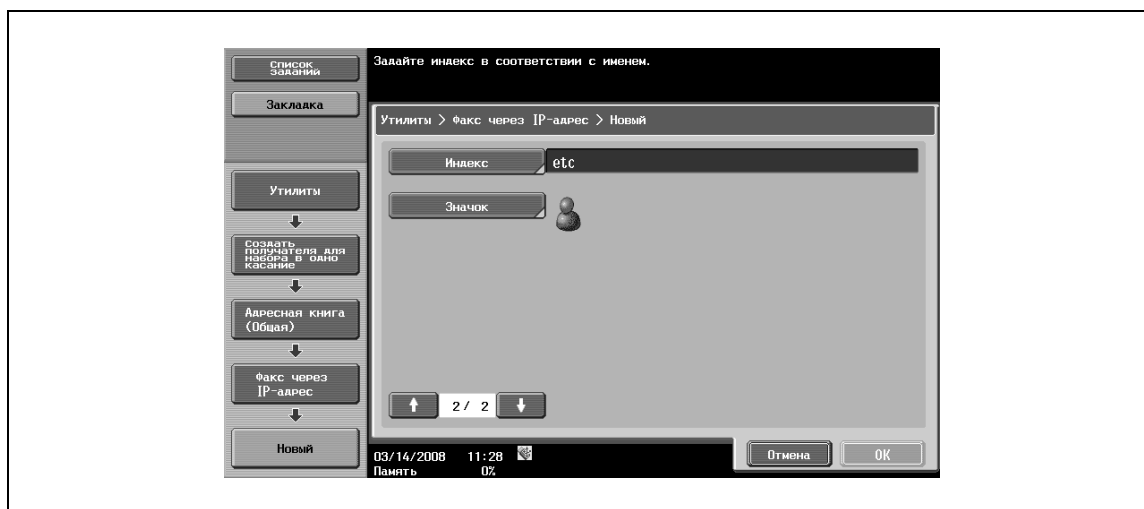 Список
заданий
Закладка
Утилиты
Создать
получателя для
набора в одно
касание
Адресная книга
(Общая)
Факс через
IP-адрес
Новый
Задайте индекс в соответствии с именем.
Утилиты > Факс через IP-адрес > Новый
Индекс etc
Значок
2/ 2
03/14/2008 11:28
Память 0%
Отмена OK